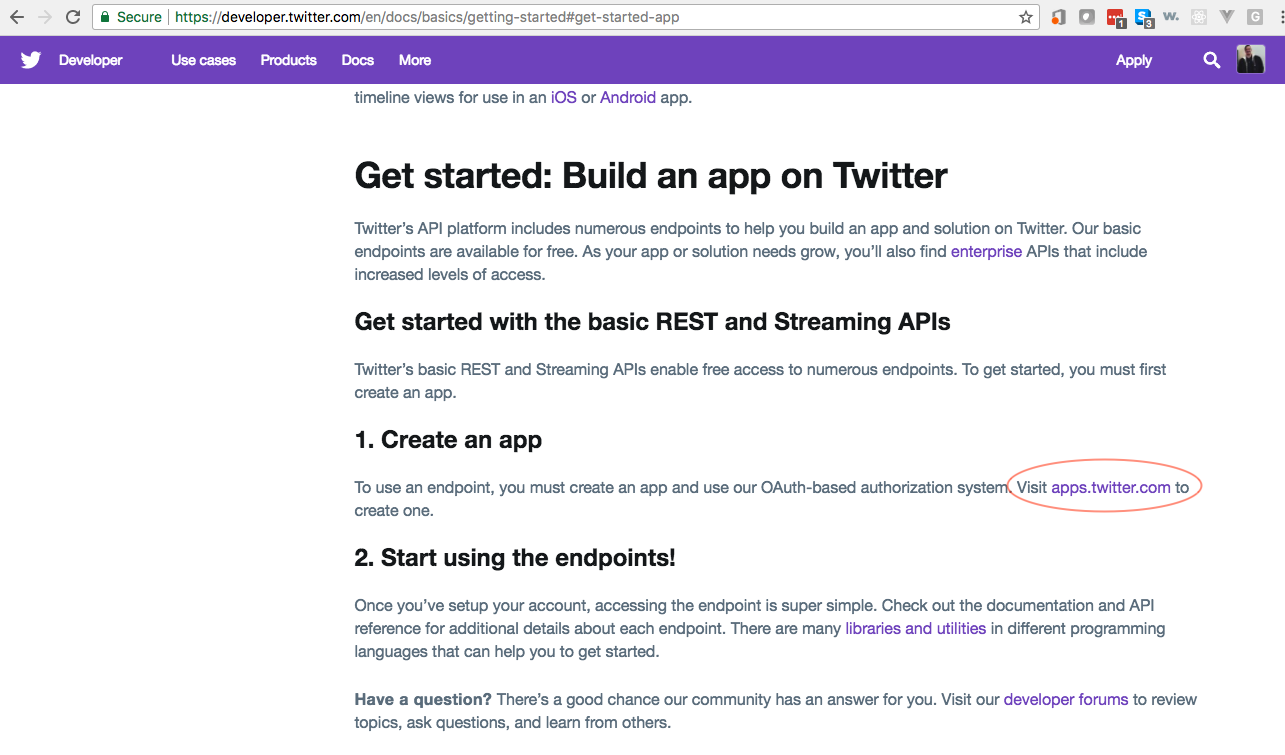 Secure https://developer.twitter.com/en/docs/basics/getting-started#get-started-app
1 3 w. G
Developer Use cases Products Docs More Apply
timeline views for use in an iOS or Android app.
Get started: Build an app on Twitter
Twitter’s API platform includes numerous endpoints to help you build an app and solution on Twitter. Our basic
endpoints are available for free. As your app or solution needs grow, you’ll also find enterprise APIs that include
increased levels of access.
Get started with the basic REST and Streaming APIs
Twitter’s basic REST and Streaming APIs enable free access to numerous endpoints. To get started, you must first
create an app.
1. Create an app
To use an endpoint, you must create an app and use our OAuth-based authorization system. Visit apps.twitter.com to
create one.
2. Start using the endpoints!
Once you’ve setup your account, accessing the endpoint is super simple. Check out the documentation and API
reference for additional details about each endpoint. There are many libraries and utilities in different programming
languages that can help you to get started.
Have a question? There’s a good chance our community has an answer for you. Visit our developer forums to review
topics, ask questions, and learn from others.